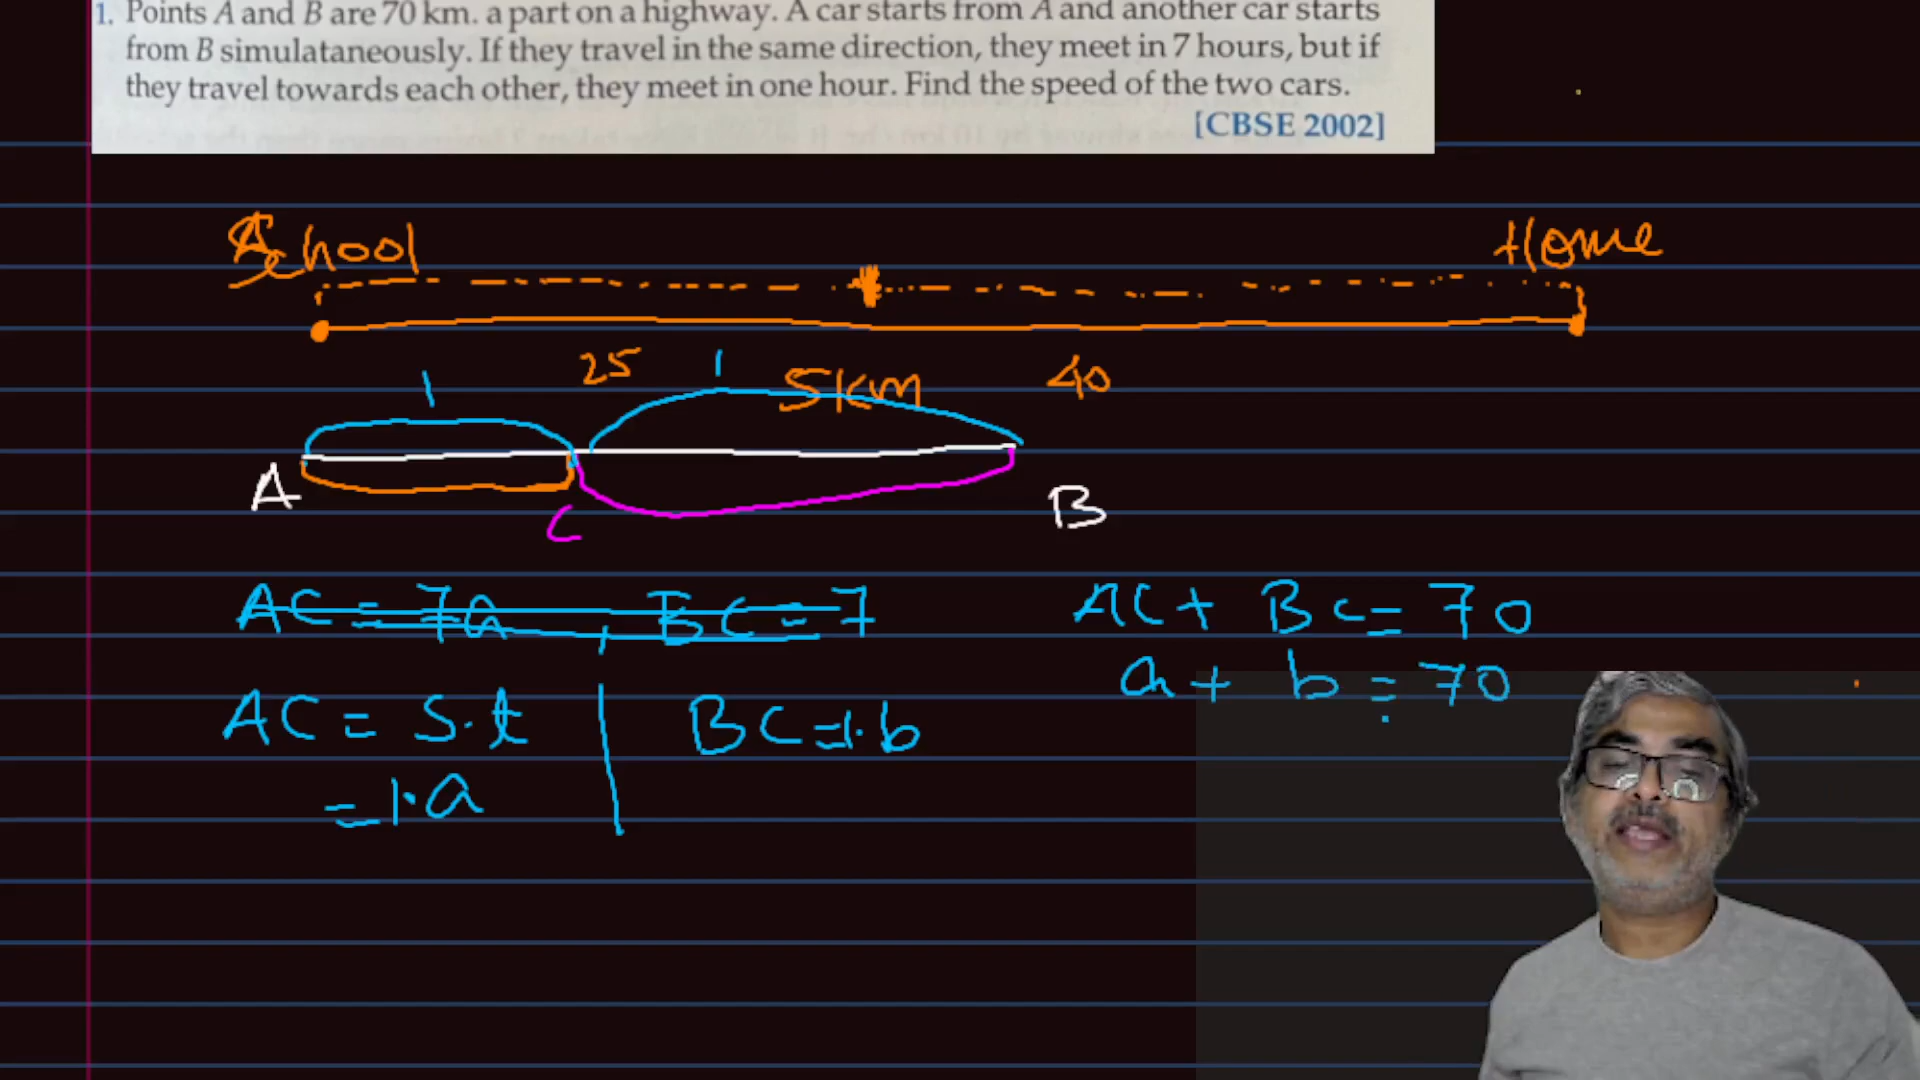 1. Points A and B are 70 km. a part on a highway. A car starts from A and another car starts
from B simulataneously. If they travel in the same direction, they meet in 7 hours, but if
they travel towards each other, they meet in one hour. Find the speed of the two cars.
[CBSE 2002]
School Home
25 5km 40
1 1
A C B
AC = 7a , BC = 7
AC + BC = 70
a + b = 70
AC = s.t BC = 1.b
= 1.a